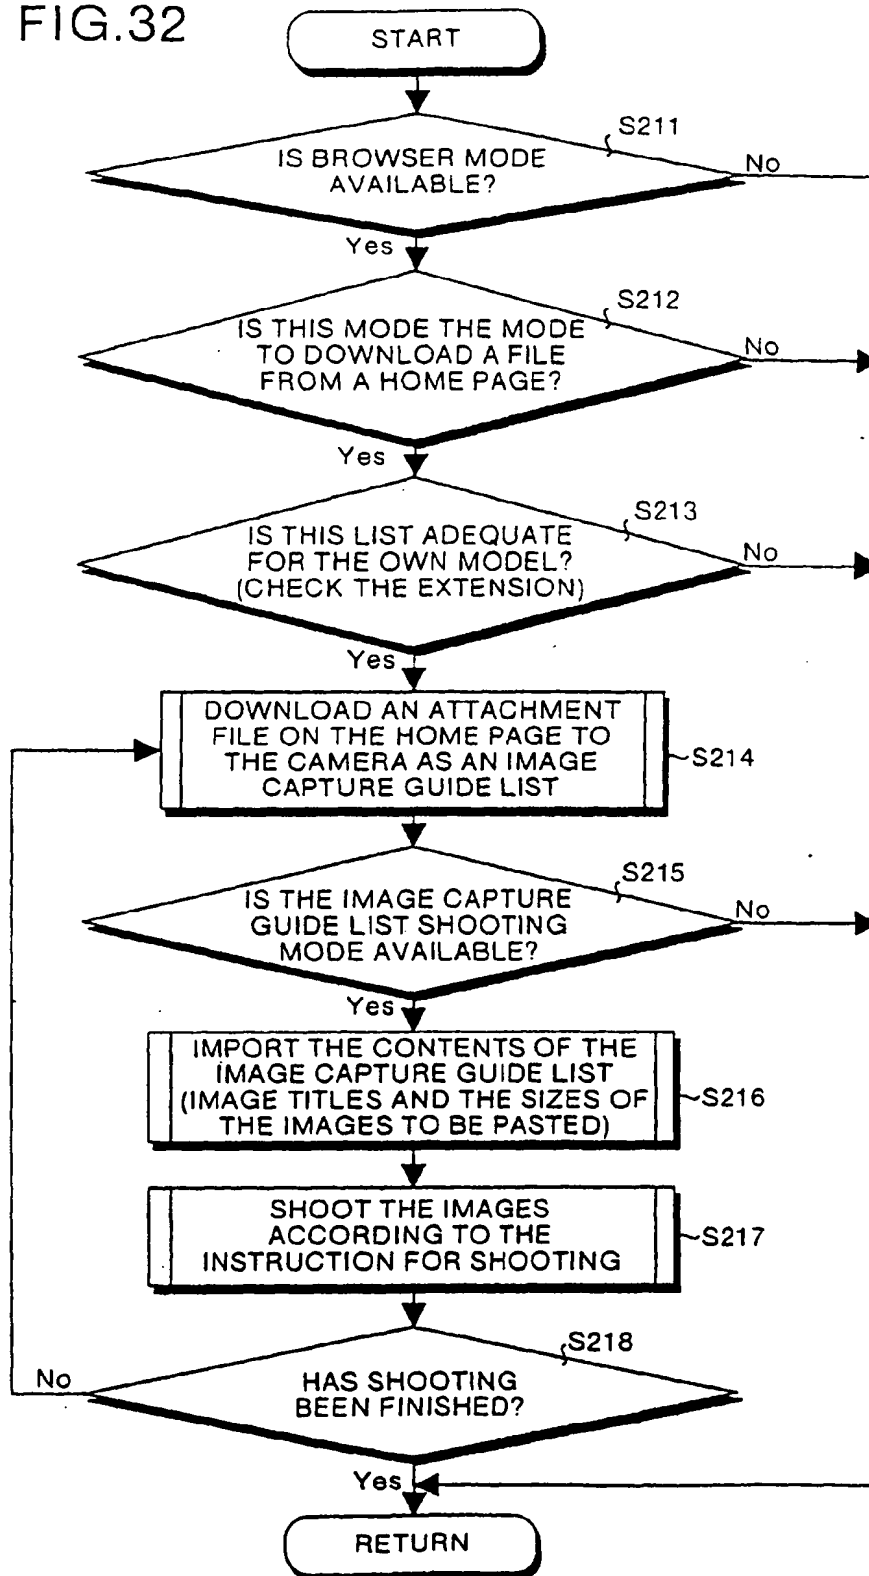 FIG.32
START
S211
IS BROWSER MODE
AVAILABLE?
No
Yes
S212
IS THIS MODE THE MODE
TO DOWNLOAD A FILE
FROM A HOME PAGE?
No
Yes
S213
IS THIS LIST ADEQUATE
FOR THE OWN MODEL?
(CHECK THE EXTENSION)
No
Yes
DOWNLOAD AN ATTACHMENT
FILE ON THE HOME PAGE TO
THE CAMERA AS AN IMAGE
CAPTURE GUIDE LIST
S214
S215
IS THE IMAGE CAPTURE
GUIDE LIST SHOOTING
MODE AVAILABLE?
No
Yes
IMPORT THE CONTENTS OF THE
IMAGE CAPTURE GUIDE LIST
(IMAGE TITLES AND THE SIZES OF
THE IMAGES TO BE PASTED)
S216
SHOOT THE IMAGES
ACCORDING TO THE
INSTRUCTION FOR SHOOTING
S217
S218
No
HAS SHOOTING
BEEN FINISHED?
Yes
RETURN